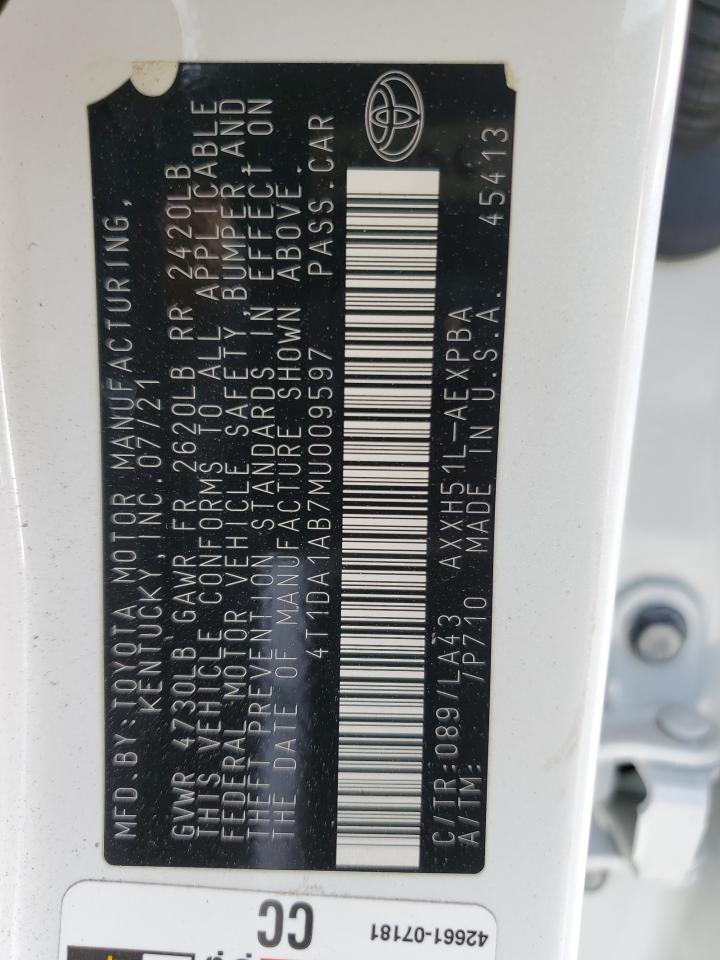 MFD.BY:TOYOTA MOTOR MANUFACTURING,
KENTUCKY,INC.07/21
GVWR 4730LB GAWR FR 2620LB RR 2420LB
THIS VEHICLE CONFORMS TO ALL APPLICABLE
FEDERAL MOTOR VEHICLE SAFETY,BUMPER,AND
THEFT PREVENTION STANDARDS IN EFFECT ON
THE DATE OF MANUFACTURE SHOWN ABOVE.
4T1DA1AB7MU009597 PASS.CAR
C/TR:089/LA43 AXXH51L-AEXPBA
A/TM: /P710 MADE IN U.S.A. 45413
CC
42661-07181